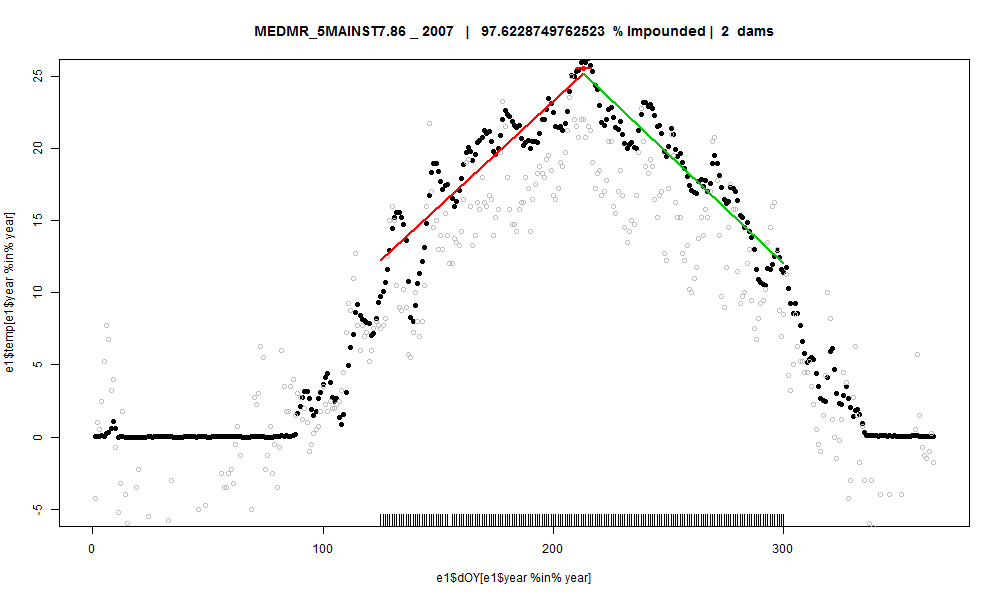 MEDMR_5MAINST7.86 _ 2007 | 97.6228749762523 % Impounded | 2 dams
25
20
15
10
5
0
-5
e1$temp[e1$year %in% year]
0 100 200 300
e1$dOY[e1$year %in% year]